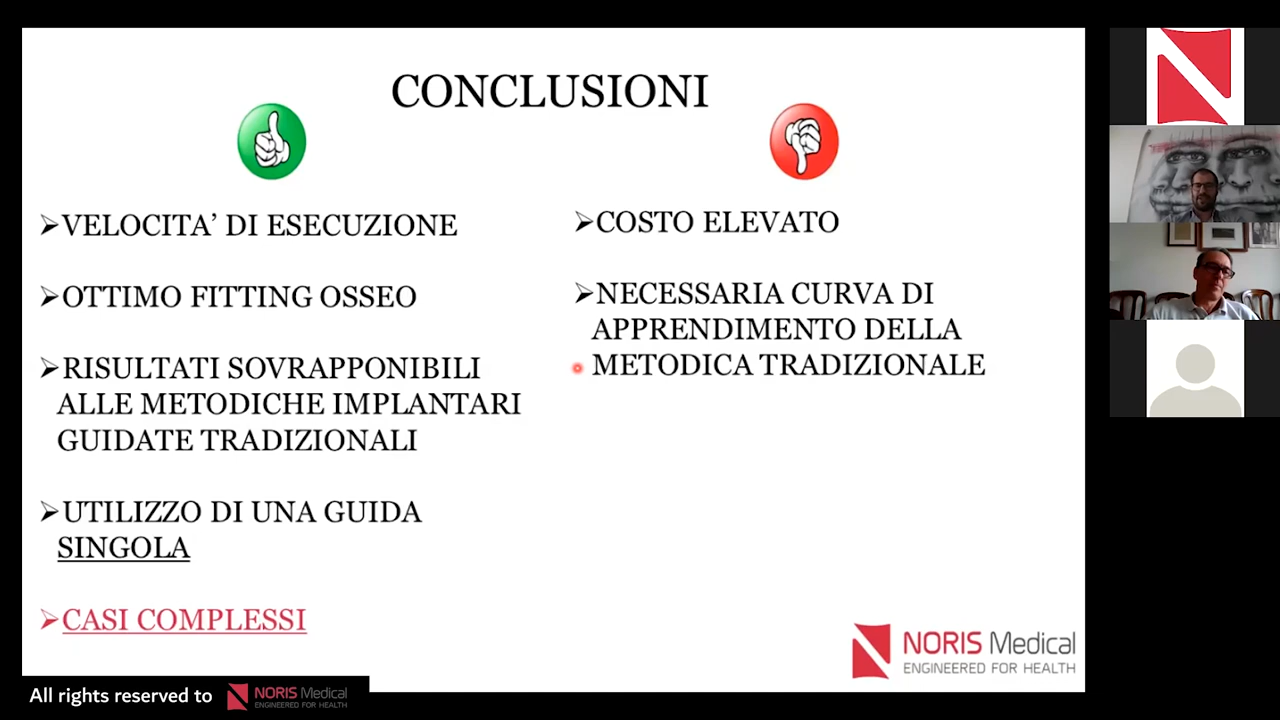 CONCLUSIONI
➢VELOCITA’ DI ESECUZIONE
➢OTTIMO FITTING OSSEO
➢RISULTATI SOVRAPPONIBILI
ALLE METODICHE IMPLANTARI
GUIDATE TRADIZIONALI
➢UTILIZZO DI UNA GUIDA
SINGOLA
➢CASI COMPLESSI
➢COSTO ELEVATO
➢NECESSARIA CURVA DI
APPRENDIMENTO DELLA
METODICA TRADIZIONALE
NORIS Medical
ENGINEERED FOR HEALTH
All rights reserved to NORIS Medical
ENGINEERED FOR HEALTH